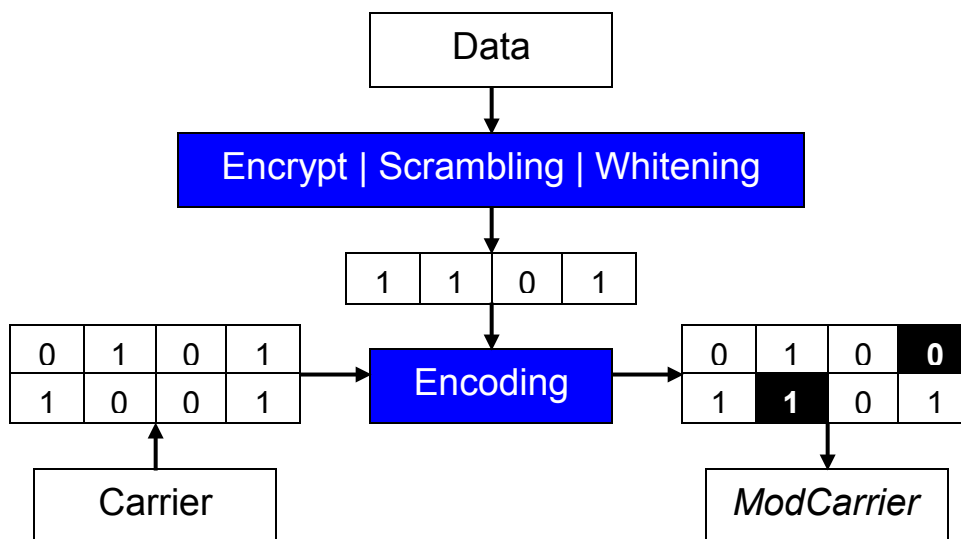 Data
Encrypt | Scrambling | Whitening
1 1 0 1
0 1 0 1
1 0 0 1
Encoding
0 1 0 0
1 1 0 1
Carrier
ModCarrier